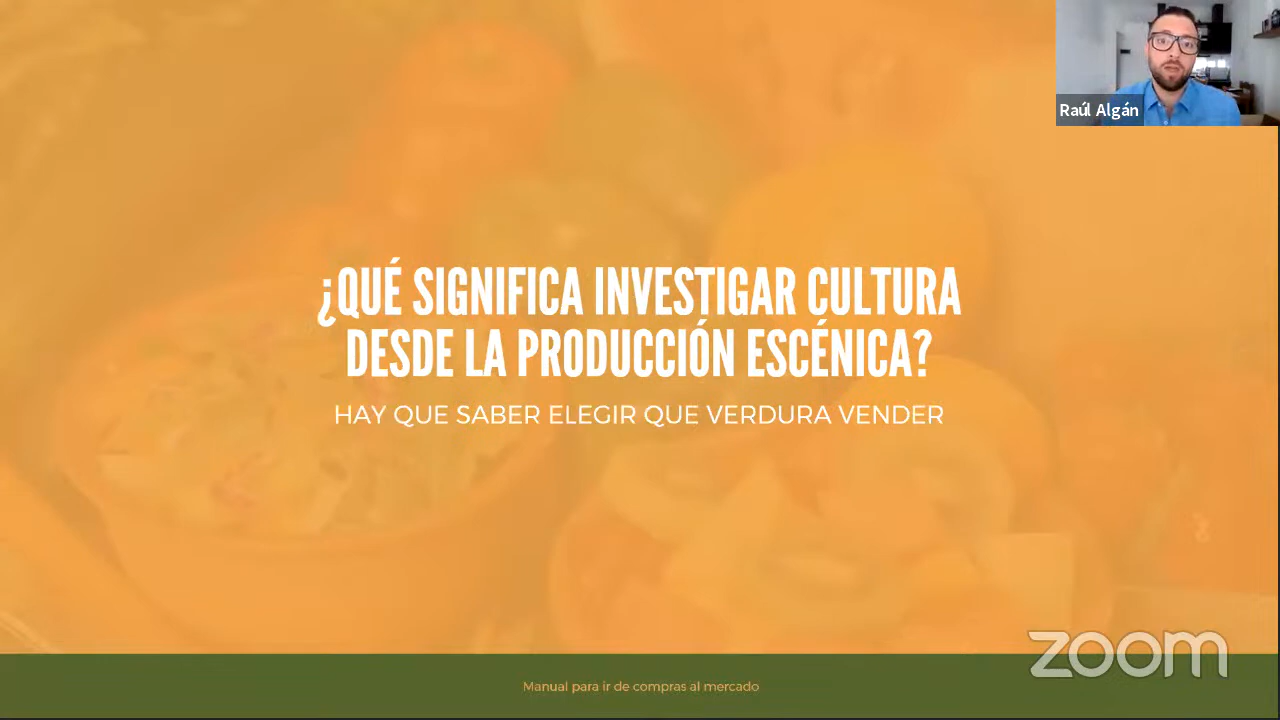 Raúl Algán
¿QUÉ SIGNIFICA INVESTIGAR CULTURA
DESDE LA PRODUCCIÓN ESCÉNICA?
HAY QUE SABER ELEGIR QUE VERDURA VENDER
zoom
Manual para ir de compras al mercado